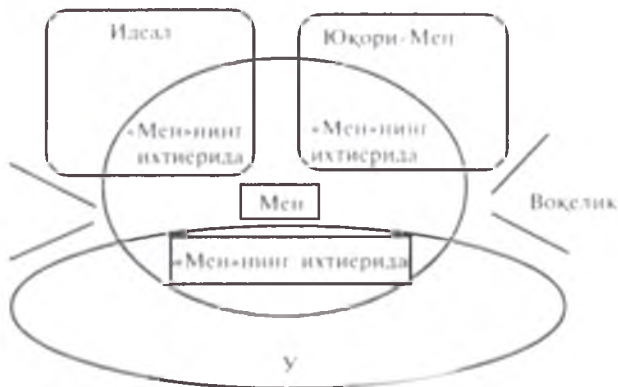 Идеал
Юқори-Мен
«Мен»нинг
ихтиерида
«Мен»нинг
ихтиерида
Мен
Воқелик
«Мен»нинг ихтиерида
У